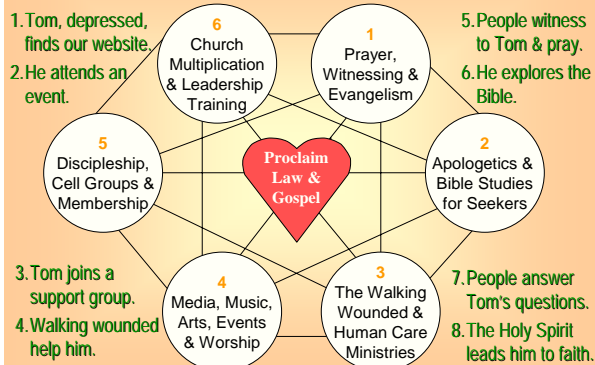 1.Tom, depressed,
finds our website.
2.He attends an
event.
6
Church
Multiplication
& Leadership
Training
1
Prayer,
Witnessing &
Evangelism
5.People witness
to Tom & pray.
6.He explores the
Bible.
5
Discipleship,
Cell Groups &
Membership
Proclaim
Law &
Gospel
2
Apologetics &
Bible Studies
for Seekers
3.Tom joins a
support group.
4.Walking wounded
help him.
4
Media, Music,
Arts, Events
& Worship
3
The Walking
Wounded &
Human Care
Ministries
7.People answer
Tom's questions.
8.The Holy Spirit
leads him to faith.